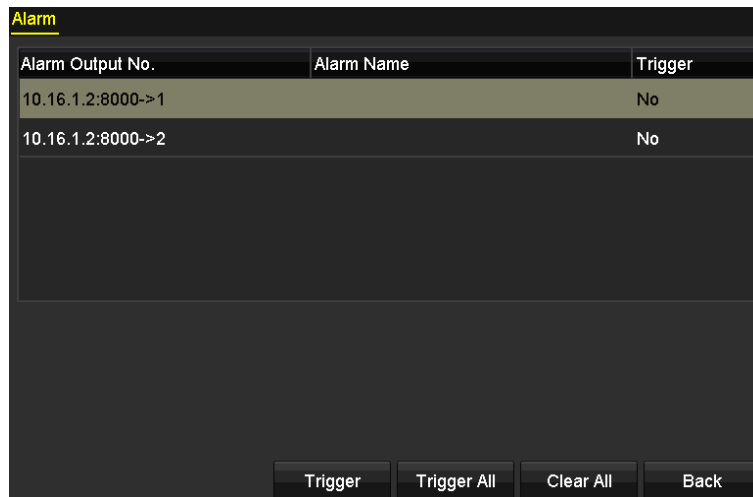 Alarm
Alarm Output No. Alarm Name Trigger
10.16.1.2:8000->1 No
10.16.1.2:8000->2 No
Trigger Trigger All Clear All Back